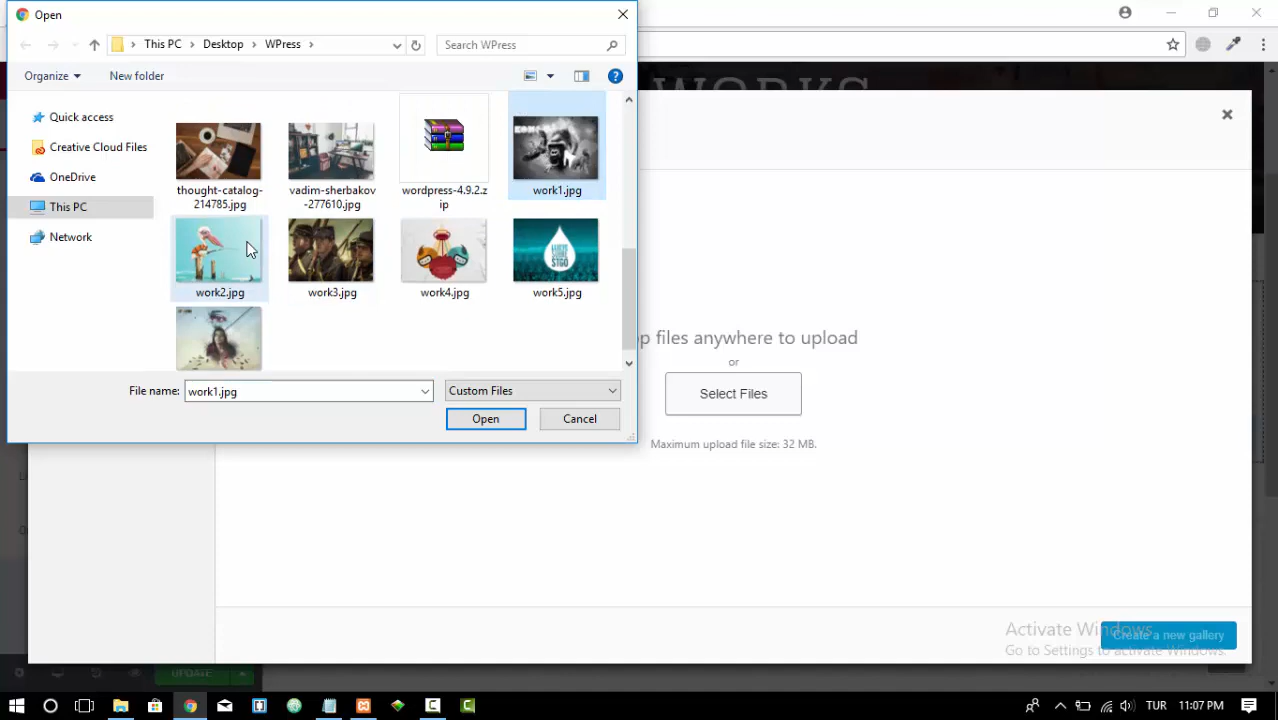 Open
This PC
Desktop
WPress
Search WPress
WORKS
Organize
New folder
Quick access
Creative Cloud Files
OneDrive
This PC
Network
thought-catalog-
214785.jpg
vadim-sherbakov
-277610.jpg
wordpress-4.9.2.z
ip
work1.jpg
work2.jpg
work3.jpg
work4.jpg
work5.jpg
p files anywhere to upload
or
Select Files
Maximum upload file size: 32 MB.
File name:
work1.jpg
Custom Files
Open
Cancel
Activate Windows
Create a new gallery
Go to Settings to activate Windows.
UPDATE
TUR
11:07 PM